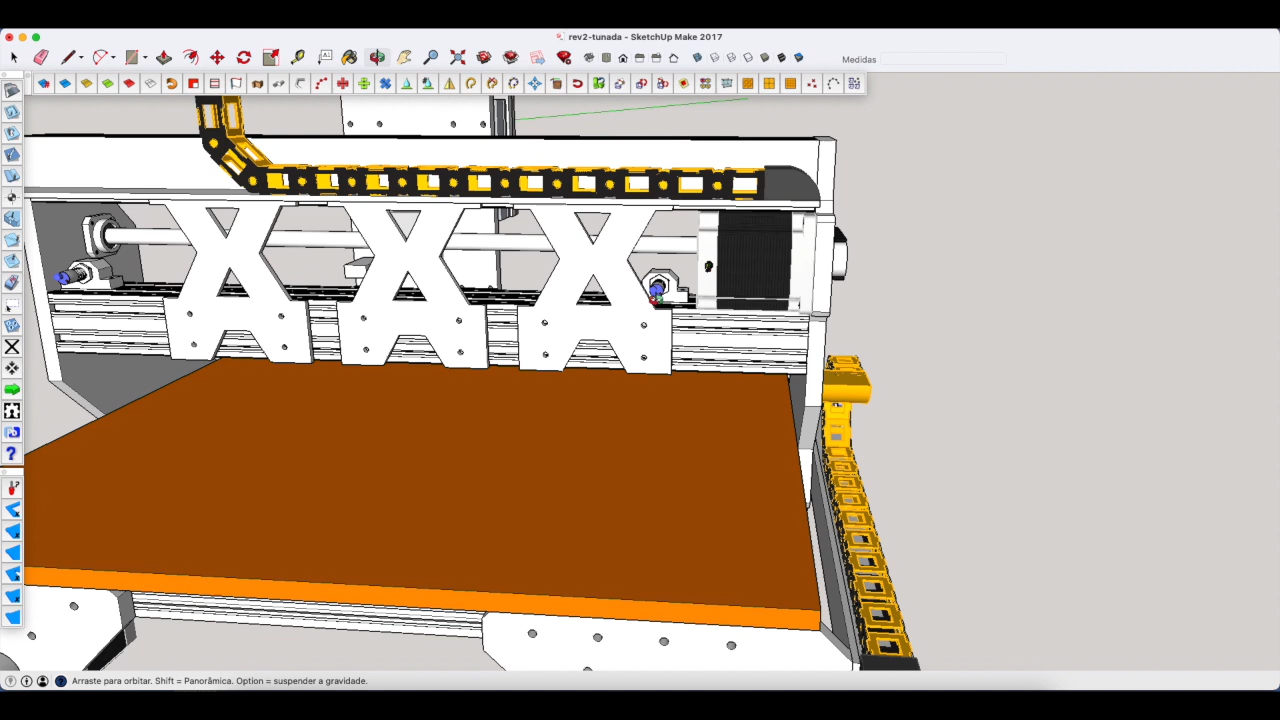 rev2-tunada - SketchUp Make 2017
Medidas
Arraste para orbitar. Shift = Panorâmica. Option = suspender a gravidade.